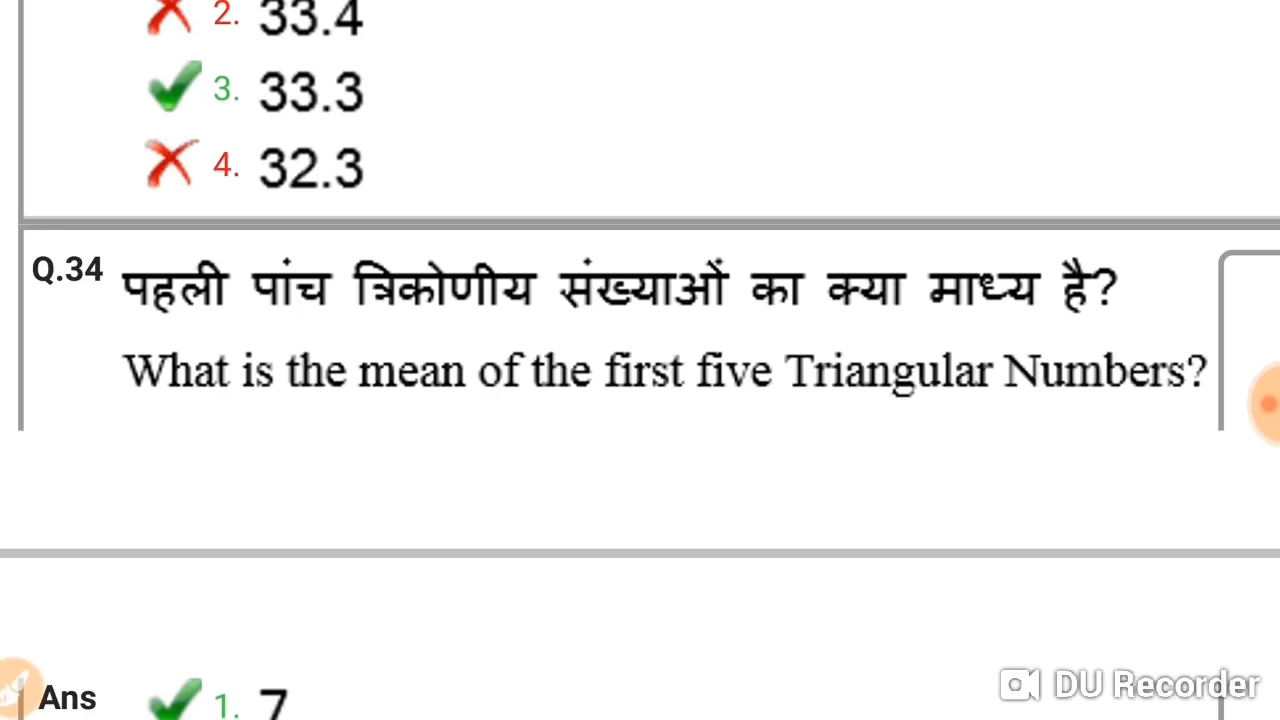 2. 33.4
3. 33.3
4. 32.3
Q.34 पहली पांच त्रिकोणीय संख्याओं का क्या माध्य है?
What is the mean of the first five Triangular Numbers?
DU Recorder
Ans 1. 7